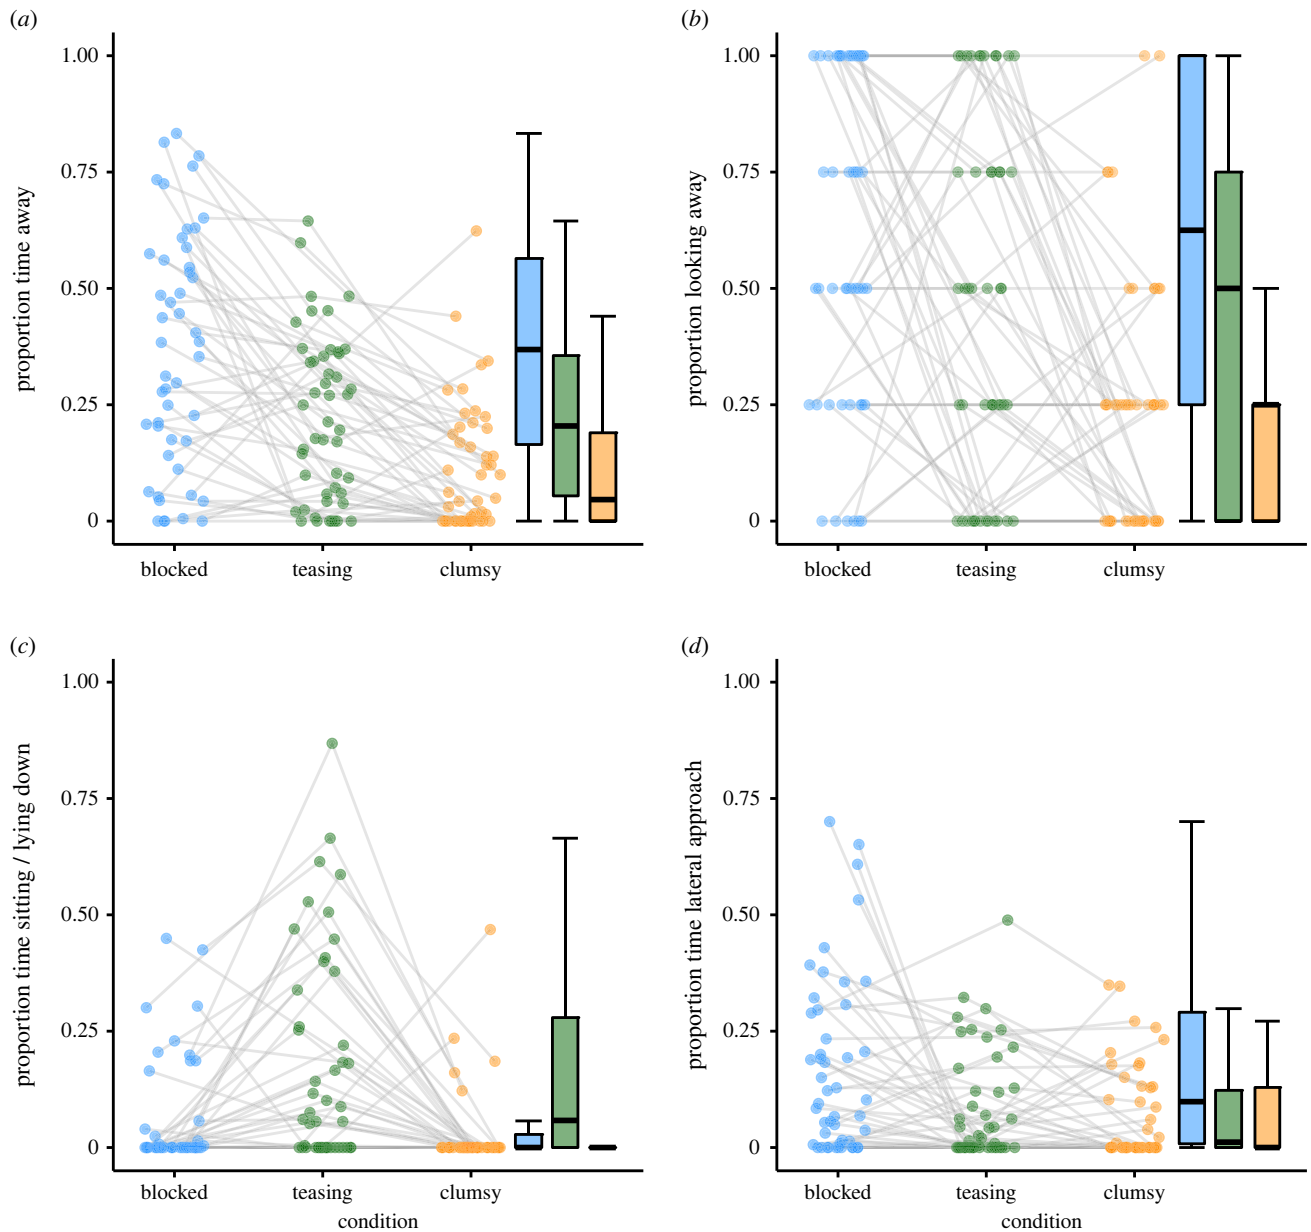 (a)
1.00
0.75
0.50
0.25
0
proportion time away
blocked teasing clumsy
(b)
1.00
0.75
0.50
0.25
0
proportion looking away
blocked teasing clumsy
(c)
1.00
0.75
0.50
0.25
0
proportion time sitting / lying down
blocked teasing clumsy
condition
(d)
1.00
0.75
0.50
0.25
0
proportion time lateral approach
blocked teasing clumsy
condition